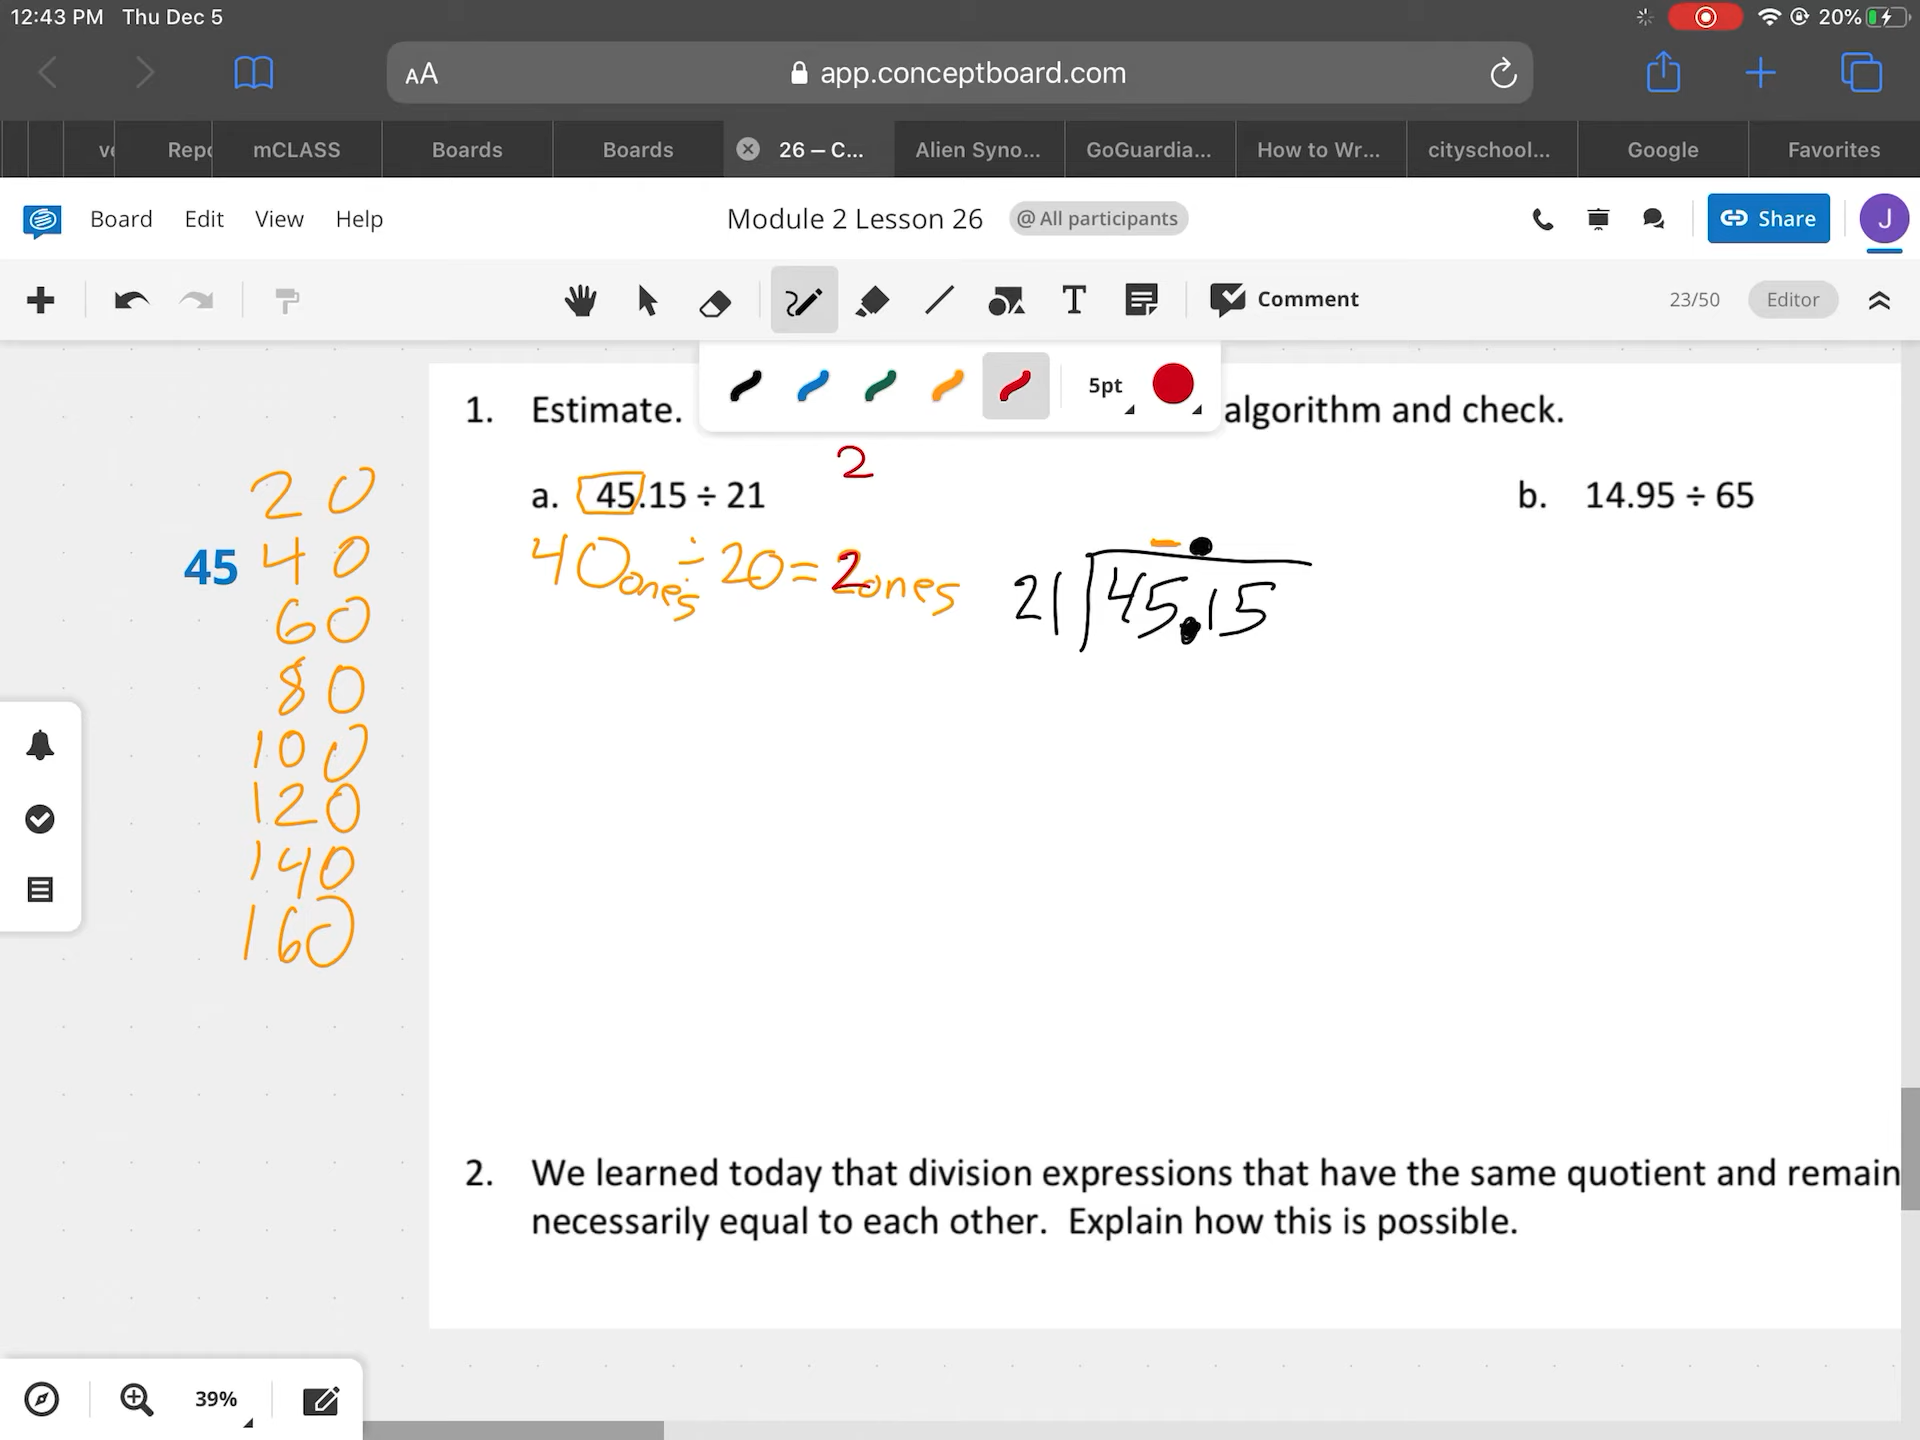 12:43 PM Thu Dec 5
20%
AA
app.conceptboard.com
Repo
mCLASS
Boards
Boards
26 – C...
Alien Syno...
GoGuardia...
How to Wr...
cityschool...
Google
Favorites
Board
Edit
View
Help
Module 2 Lesson 26
@ All participants
Share
J
T
Comment
23/50
Editor
5pt
1. Estimate.
algorithm and check.
2
a. 45.15 ÷ 21
b. 14.95 ÷ 65
40 ones ÷ 20 = 2 ones
21 45.15
20
45 40
60
80
100
120
140
160
2. We learned today that division expressions that have the same quotient and remain
necessarily equal to each other. Explain how this is possible.
39%